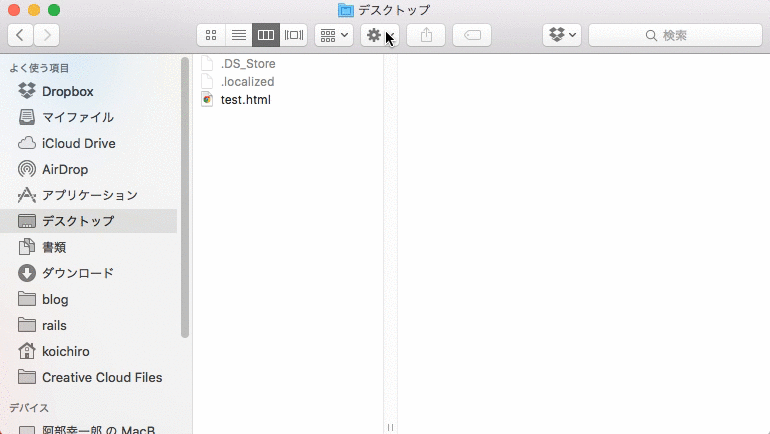 デスクトップ
検索
よく使う項目
Dropbox
マイファイル
iCloud Drive
AirDrop
アプリケーション
デスクトップ
書類
ダウンロード
blog
rails
koichiro
Creative Cloud Files
デバイス
阿部幸一郎 の MacB
.DS_Store
.localized
test.html